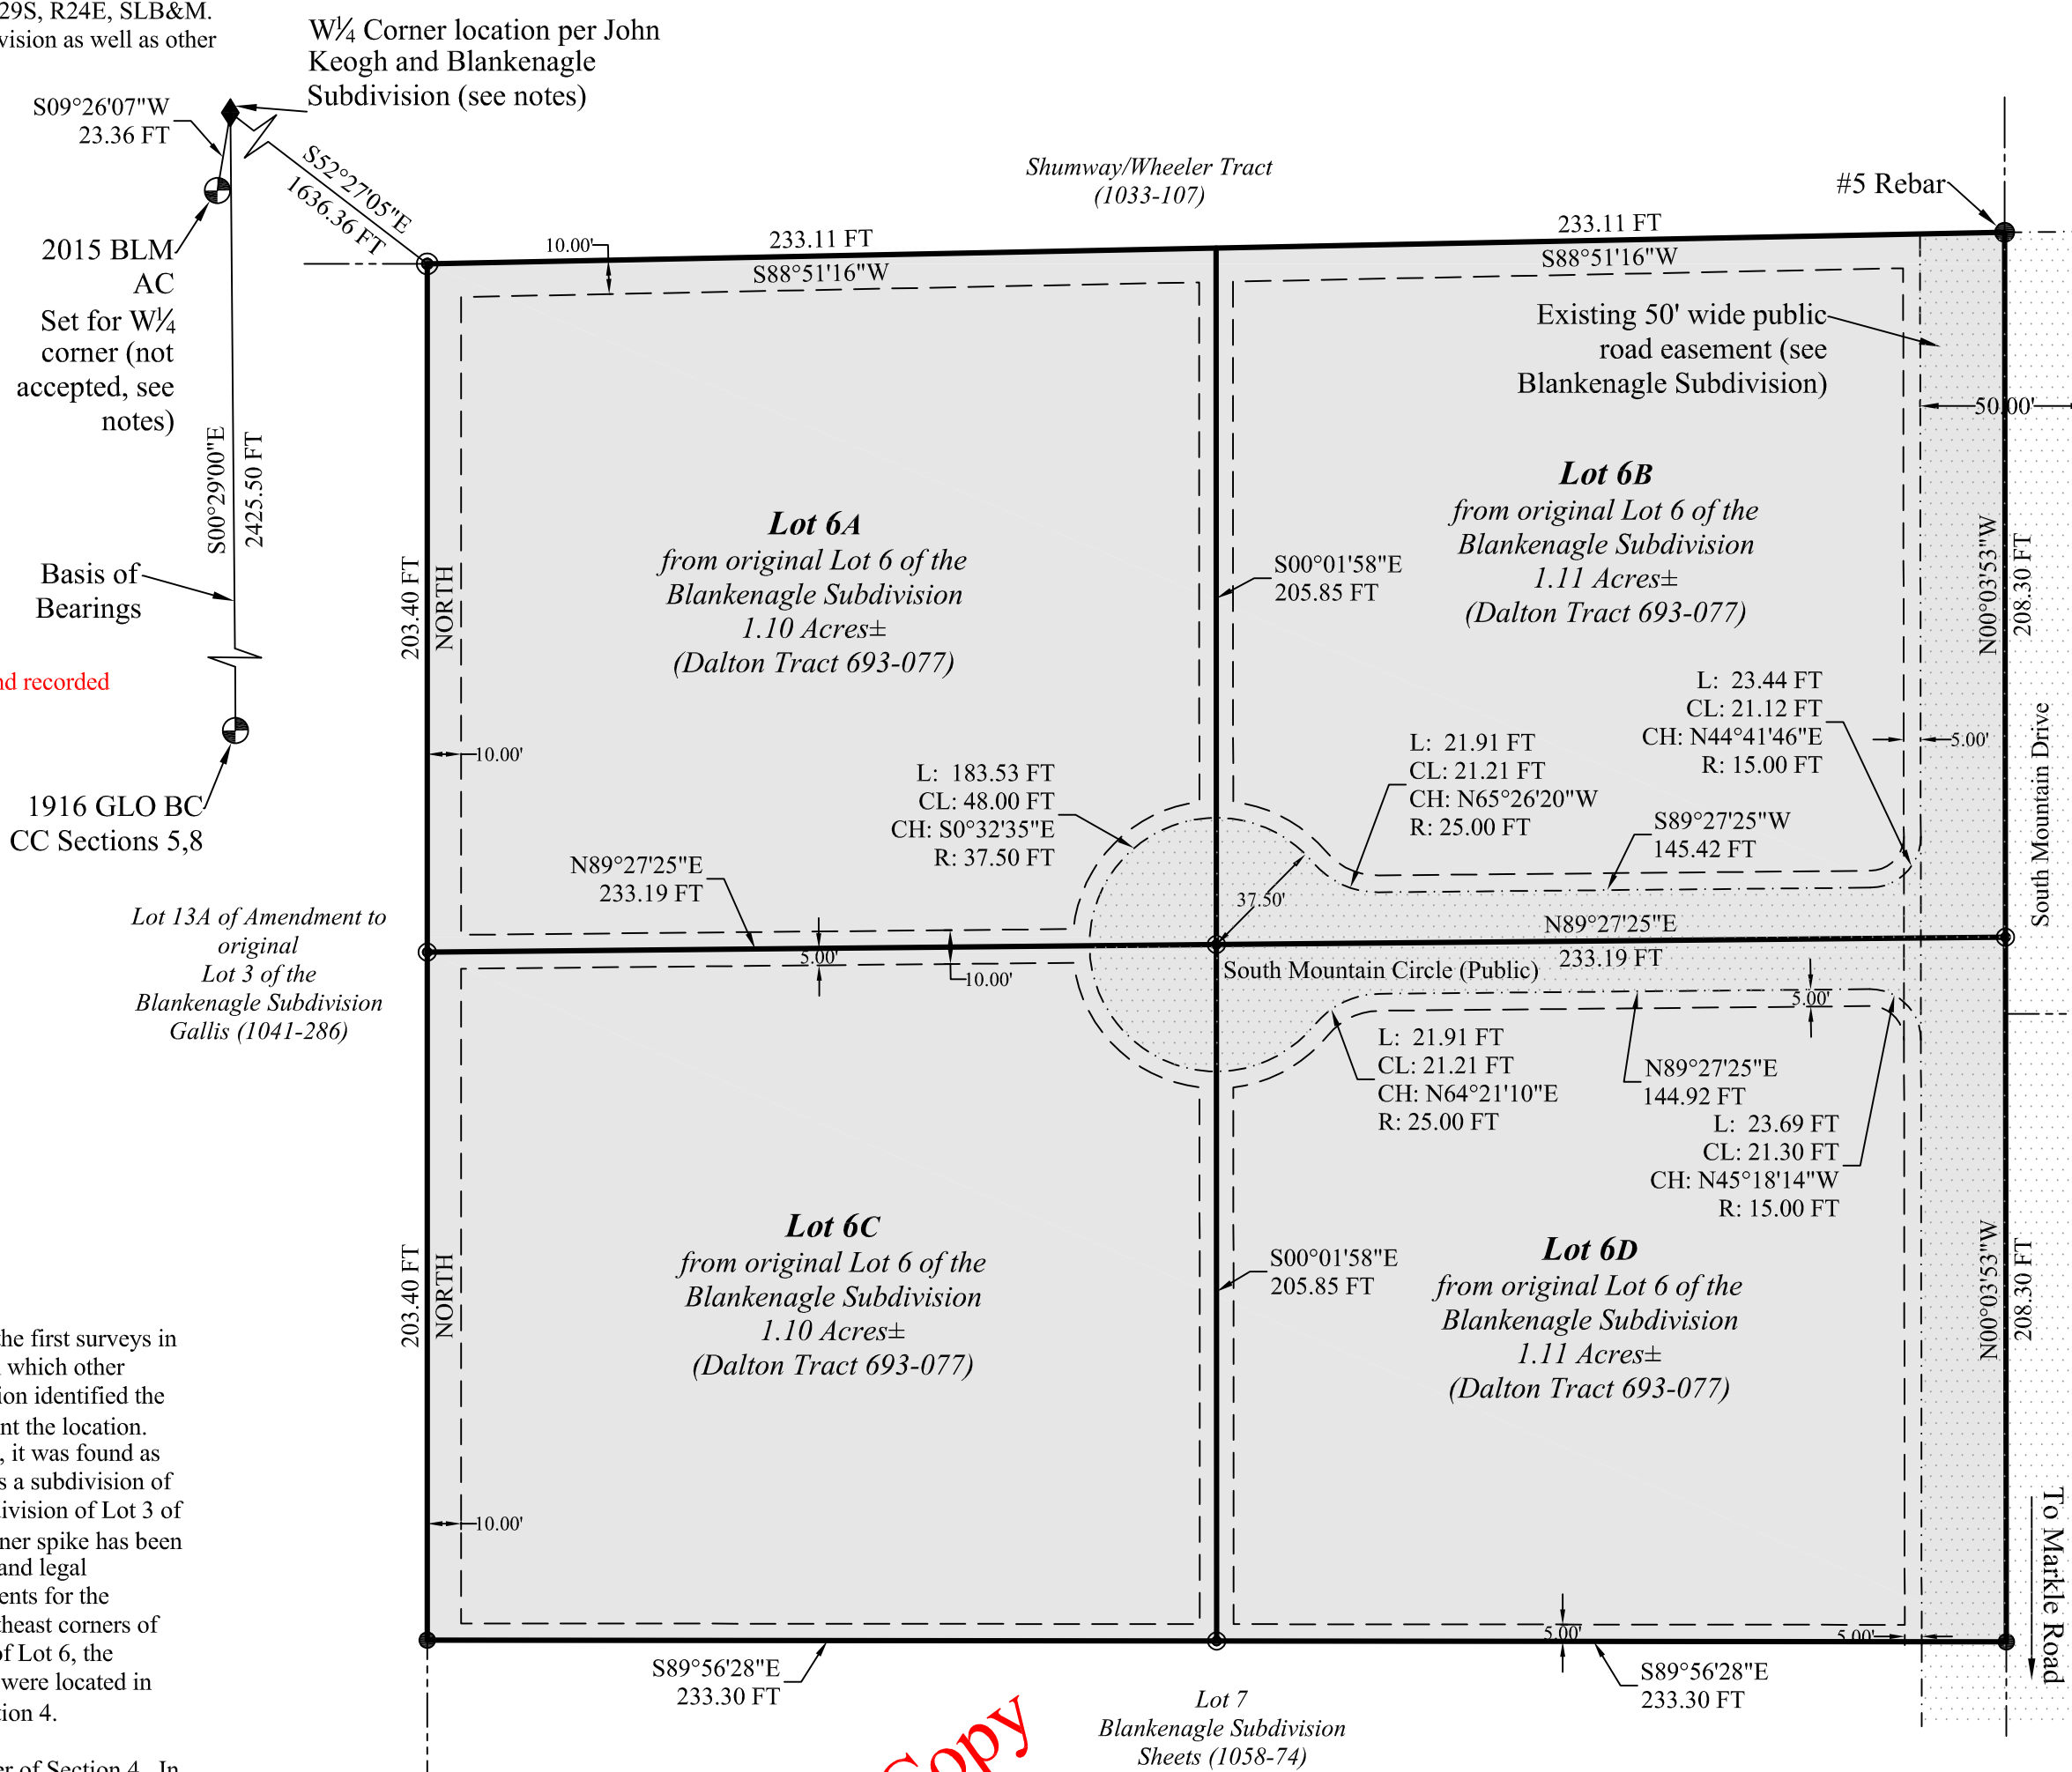 29S, R24E, SLB&M.
vision as well as other
W¼ Corner location per John
Keogh and Blankenagle
Subdivision (see notes)
S09°26'07"W
23.36 FT
S52°27'05"E
1636.36 FT
2015 BLM
AC
Set for W¼
corner (not
accepted, see
notes)
S00°29'00"E
2425.50 FT
Basis of
Bearings
nd recorded
1916 GLO BC
CC Sections 5,8
Shumway/Wheeler Tract
(1033-107)
#5 Rebar
10.00'
233.11 FT
S88°51'16"W
233.11 FT
S88°51'16"W
Existing 50' wide public
road easement (see
Blankenagle Subdivision)
50.00'
Lot 6A
from original Lot 6 of the
Blankenagle Subdivision
1.10 Acres±
(Dalton Tract 693-077)
Lot 6B
from original Lot 6 of the
Blankenagle Subdivision
1.11 Acres±
(Dalton Tract 693-077)
203.40 FT
NORTH
S00°01'58"E
205.85 FT
N00°03'53"W
208.30 FT
10.00'
L: 183.53 FT
CL: 48.00 FT
CH: S0°32'35"E
R: 37.50 FT
L: 21.91 FT
CL: 21.21 FT
CH: N65°26'20"W
R: 25.00 FT
L: 23.44 FT
CL: 21.12 FT
CH: N44°41'46"E
R: 15.00 FT
5.00'
South Mountain Drive
S89°27'25"W
145.42 FT
N89°27'25"E
233.19 FT
37.50'
N89°27'25"E
233.19 FT
5.00'
10.00'
South Mountain Circle (Public)
5.00'
Lot 13A of Amendment to
original
Lot 3 of the
Blankenagle Subdivision
Gallis (1041-286)
L: 21.91 FT
CL: 21.21 FT
CH: N64°21'10"E
R: 25.00 FT
N89°27'25"E
144.92 FT
L: 23.69 FT
CL: 21.30 FT
CH: N45°18'14"W
R: 15.00 FT
Lot 6C
from original Lot 6 of the
Blankenagle Subdivision
1.10 Acres±
(Dalton Tract 693-077)
Lot 6D
from original Lot 6 of the
Blankenagle Subdivision
1.11 Acres±
(Dalton Tract 693-077)
203.40 FT
NORTH
S00°01'58"E
205.85 FT
N00°03'53"W
208.30 FT
10.00'
5.00'
5.00'
To Markle Road
S89°56'28"E
233.30 FT
S89°56'28"E
233.30 FT
Lot 7
Blankenagle Subdivision
Sheets (1058-74)
Copy
the first surveys in
which other
ion identified the
nt the location.
, it was found as
s a subdivision of
ivision of Lot 3 of
ner spike has been
and legal
ents for the
theast corners of
of Lot 6, the
were located in
tion 4.
er of Section 4. In